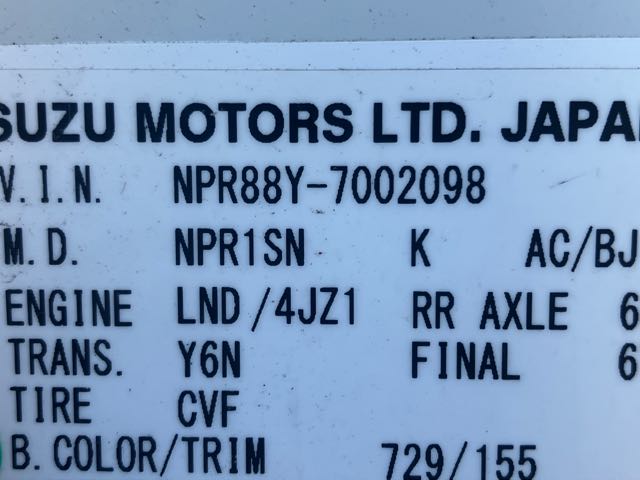 SUZU MOTORS LTD. JAPA
V.I.N. NPR88Y-7002098
M.D. NPR1SN K AC/BJ
ENGINE LND/4JZ1 RR AXLE 6
TRANS. Y6N FINAL 6
TIRE CVF
B.COLOR/TRIM 729/155